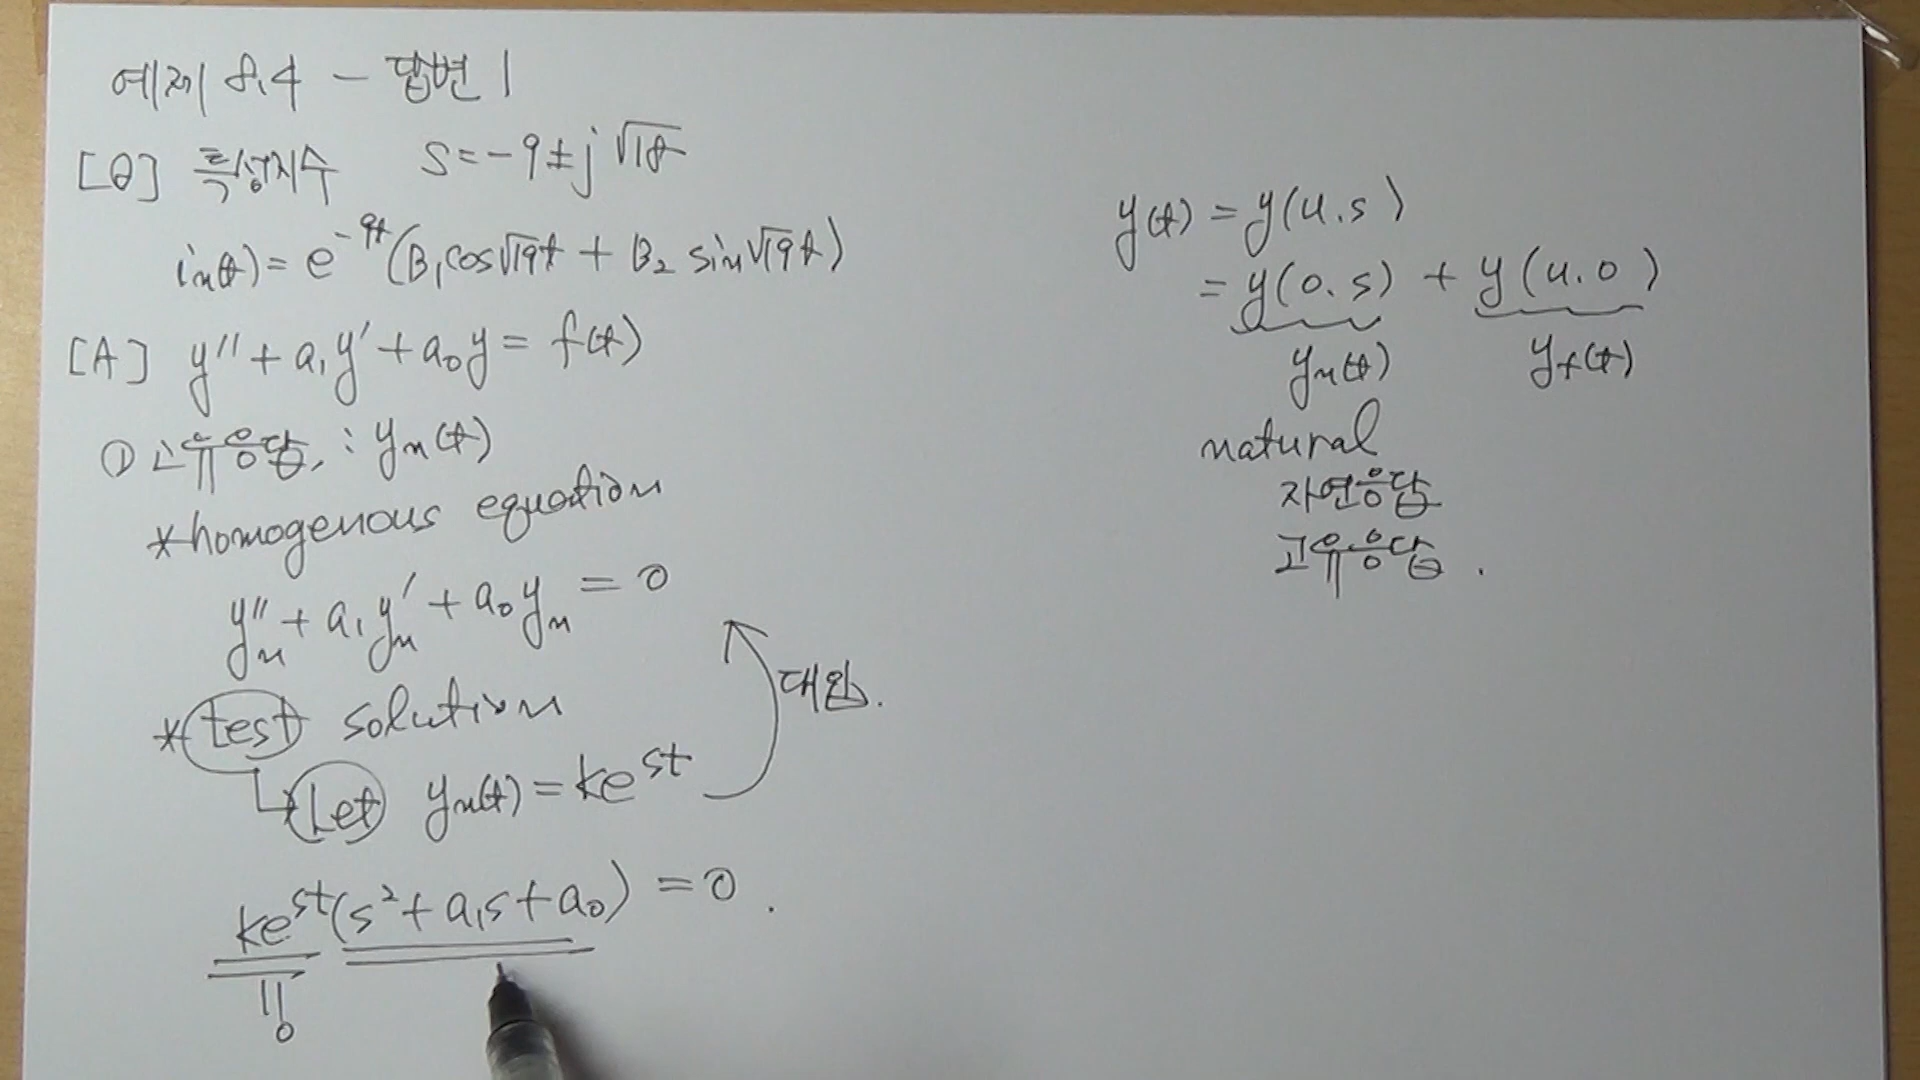 예제 8.4 - 답변 1
[Q] 특성지수 s = -9 ± j√18
iₙ(t) = e^{-9t}(B₁cos√19t + B₂ sin√19t)
[A] y'' + a₁y' + a₀y = f(t)
① 고유응답, : yₙ(t)
*homogenous equation
yₙ'' + a₁yₙ' + a₀yₙ = 0
*test solution
Let yₙ(t) = ke^{st}
대입.
ke^{st}(s² + a₁s + a₀) = 0.
||
0
y(t) = y(u.s)
= y(0.s) + y(u.0)
yₙ(t) y_f(t)
natural
자연응답
고유응답.